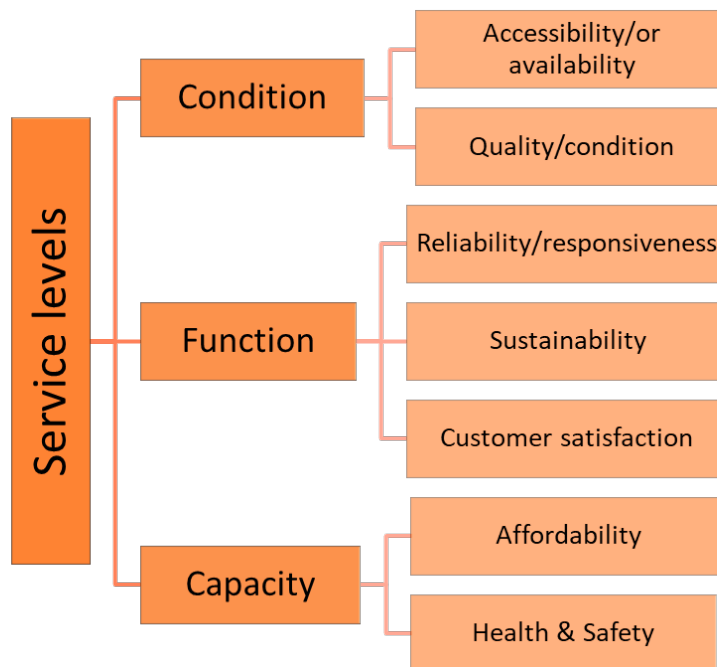 Service levels
Condition
Accessibility/or
availability
Quality/condition
Function
Reliability/responsiveness
Sustainability
Customer satisfaction
Capacity
Affordability
Health & Safety